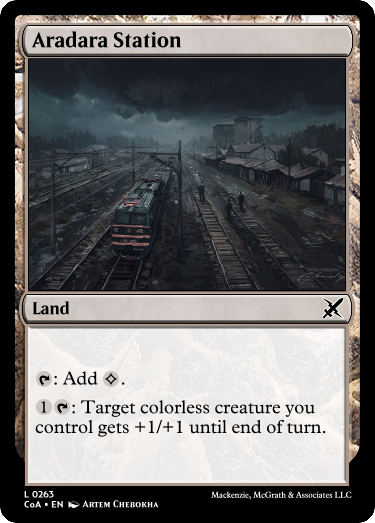 Aradara Station
Land
: Add .
1 : Target colorless creature you
control gets +1/+1 until end of turn.
L 0263
CoA • EN Artem Chebokha
Mackenzie, McGrath & Associates LLC